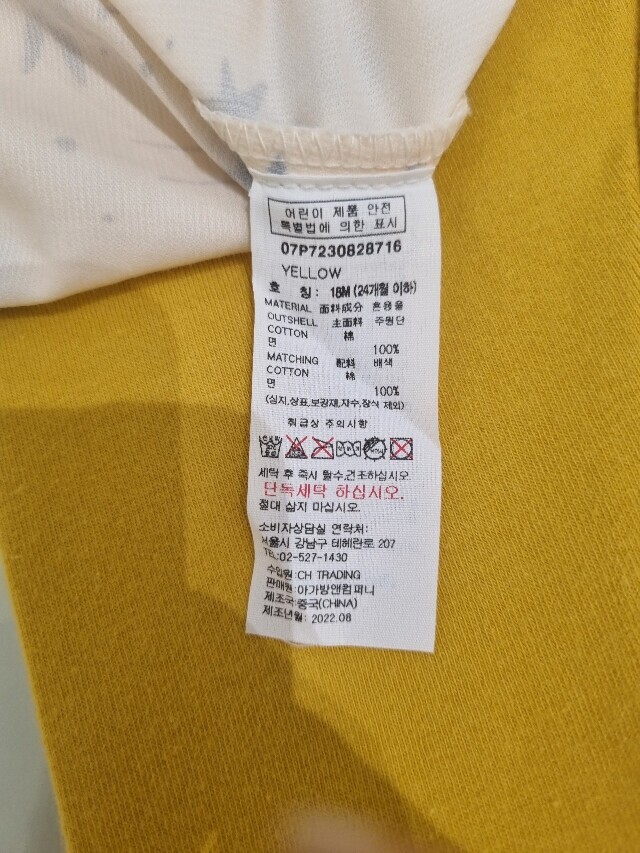 어린이 제품 안전
특별법에 의한 표시
07P7230828716
YELLOW
호 칭: 18M (24개월 이하)
MATERIAL 面料成分 혼용율
OUTSHELL 主面料 주원단
COTTON 棉
면 100%
MATCHING 配料 배색
COTTON 棉
면 100%
(심지,상표,보강재,자수,장식 제외)
취급상 주의사항
세탁 후 즉시 탈수,건조하십시오.
단독세탁 하십시오.
절대 삶지 마십시오.
소비자상담실 연락처:
서울시 강남구 테헤란로 207
TEL:02-527-1430
수입원:CH TRADING
판매원:아가방앤컴퍼니
제조국:중국(CHINA)
제조년월: 2022.06